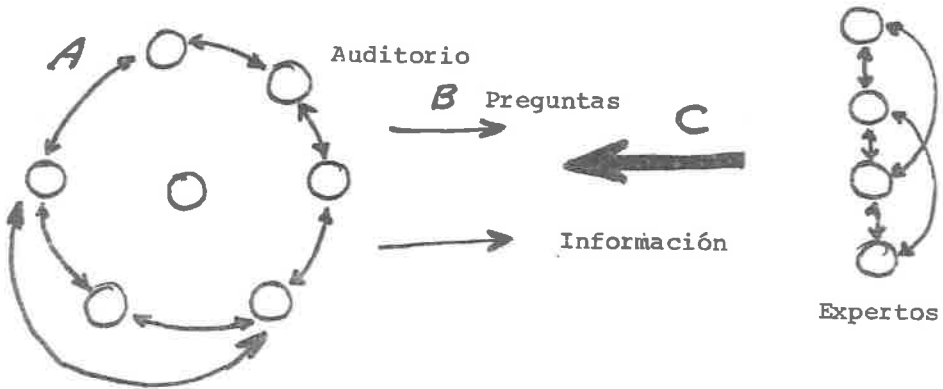 A
Auditorio
B Preguntas
C
Información
Expertos